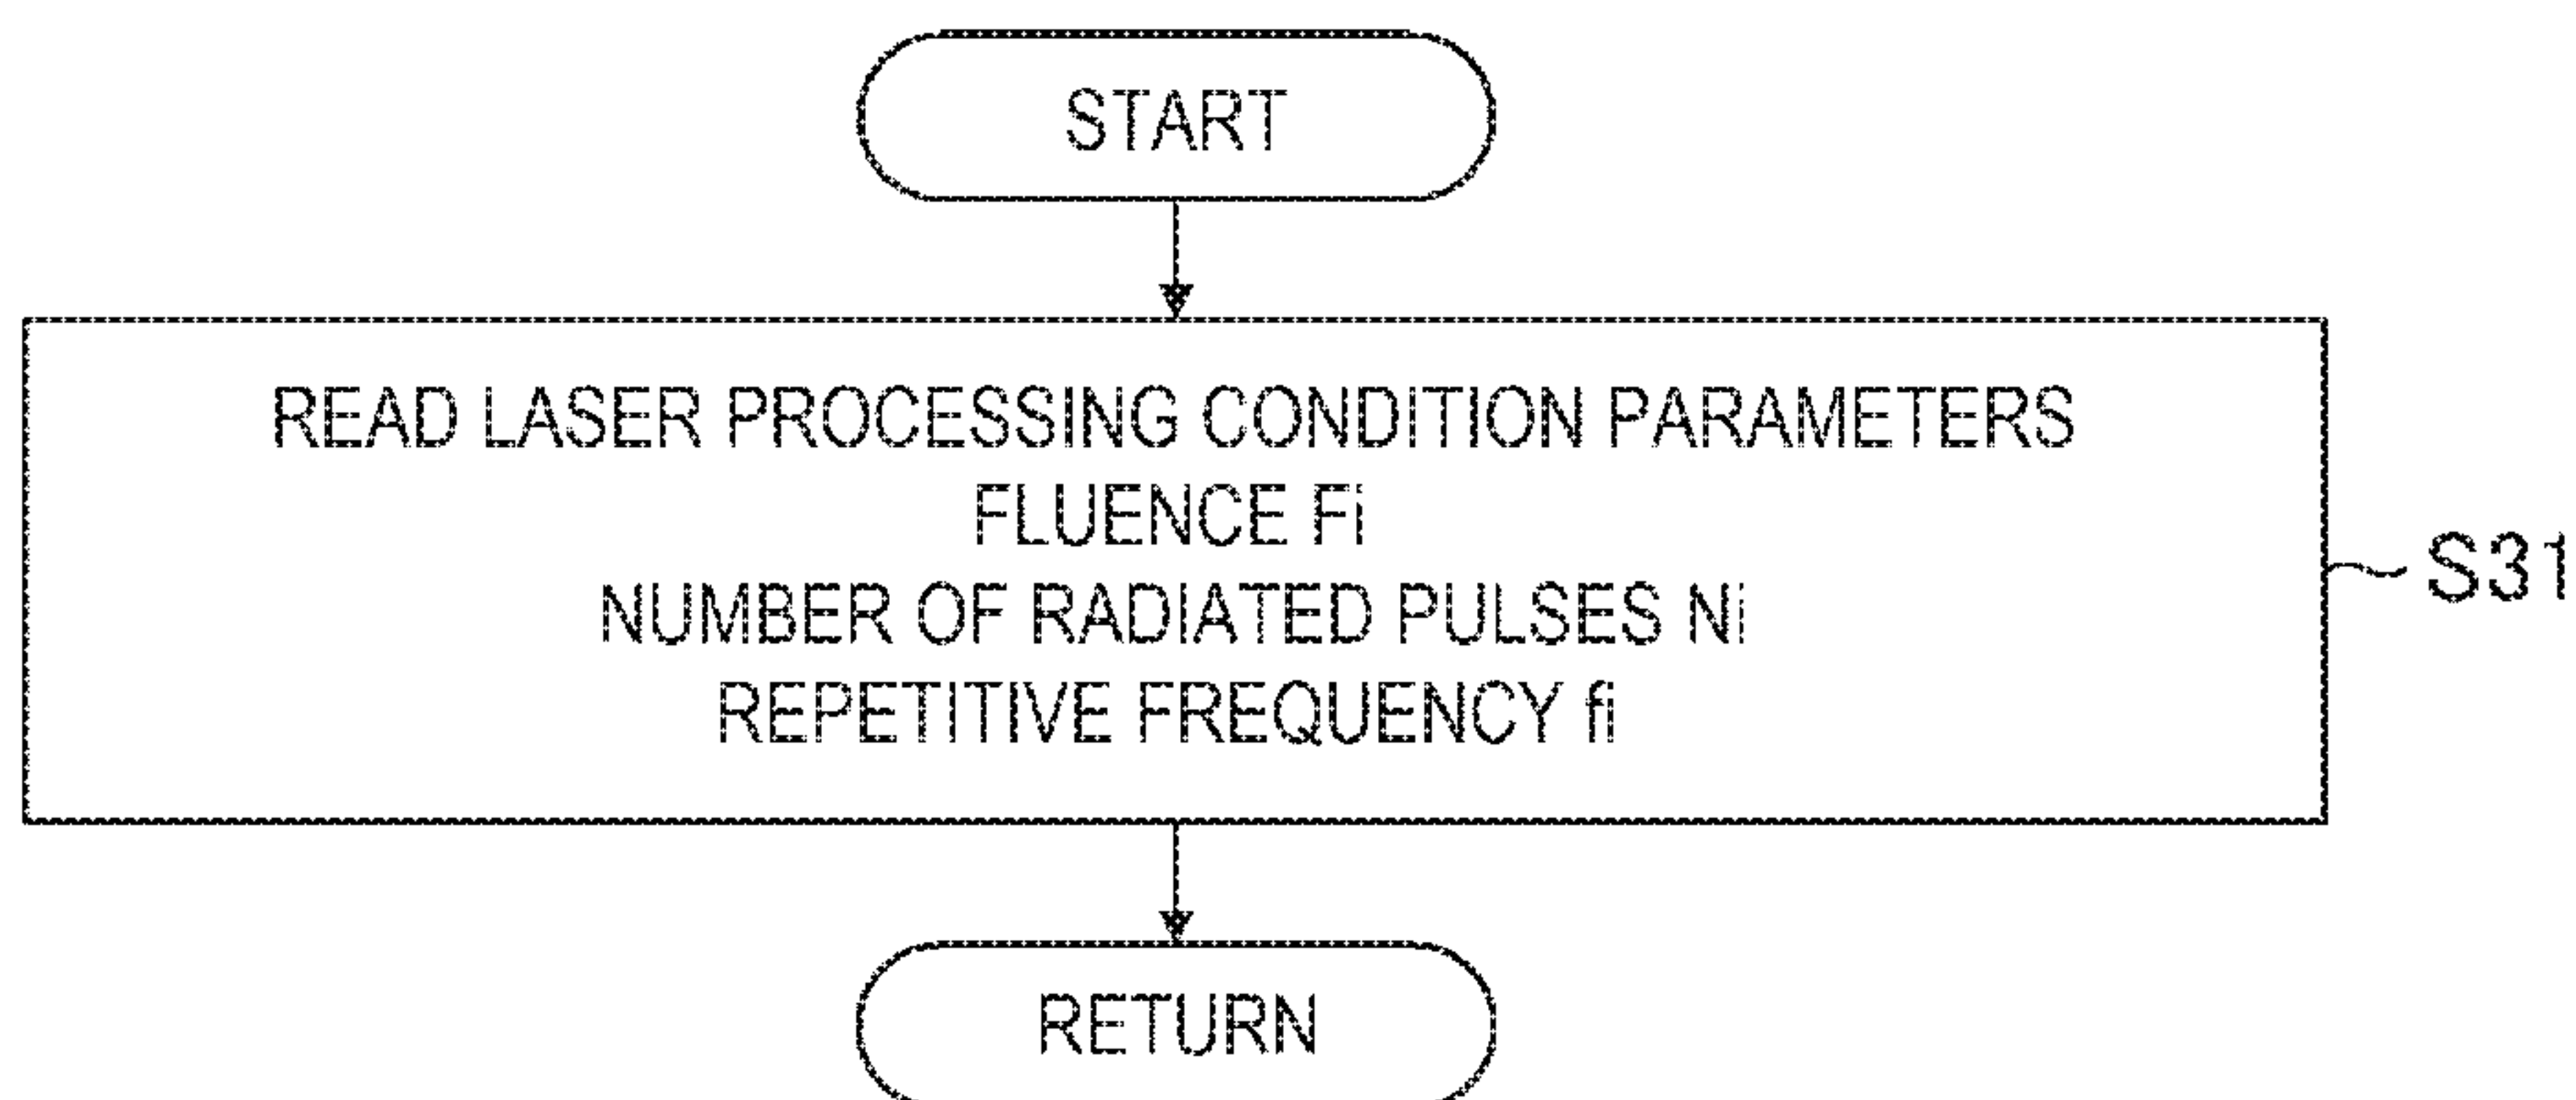 START
READ LASER PROCESSING CONDITION PARAMETERS
FLUENCE Fi
NUMBER OF RADIATED PULSES Ni
REPETITIVE FREQUENCY fi
S31
RETURN